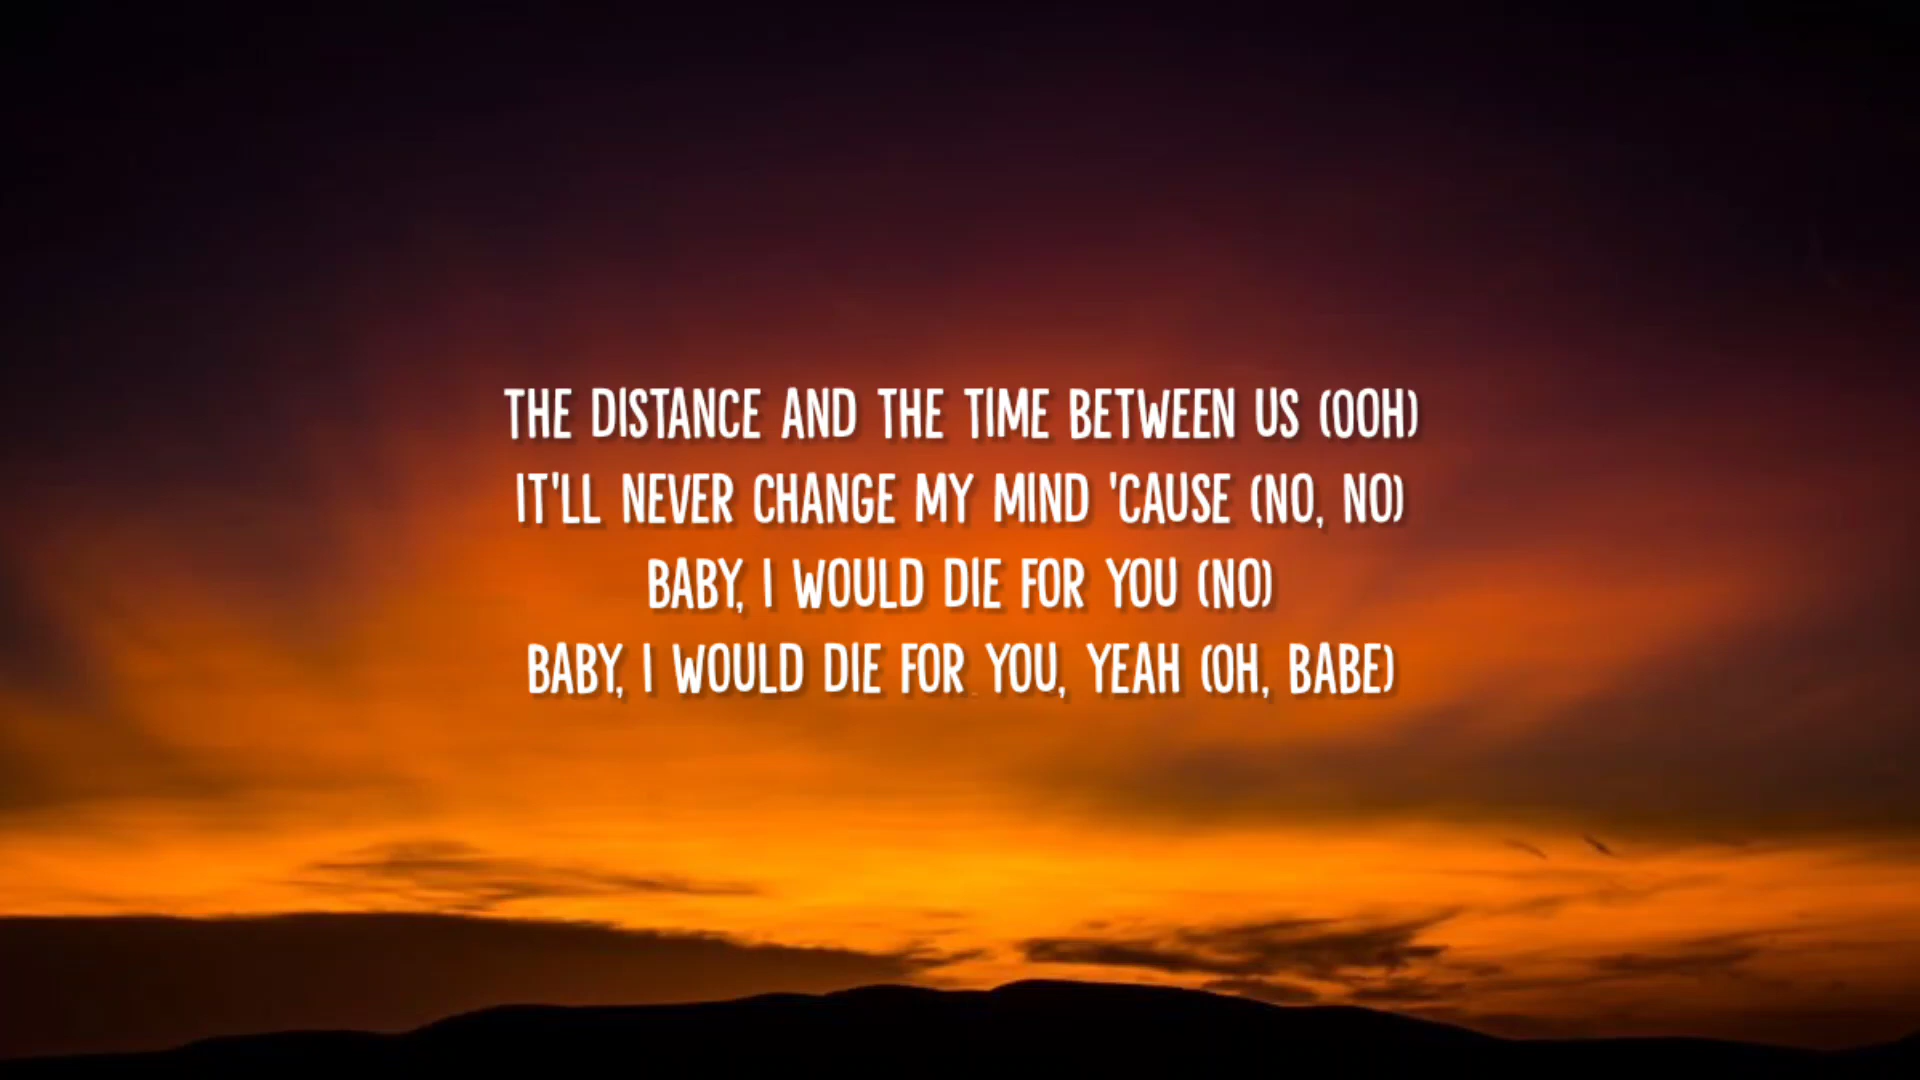 THE DISTANCE AND THE TIME BETWEEN US (OOH)
IT'LL NEVER CHANGE MY MIND 'CAUSE (NO, NO)
BABY, I WOULD DIE FOR YOU (NO)
BABY, I WOULD DIE FOR YOU, YEAH (OH, BABE)